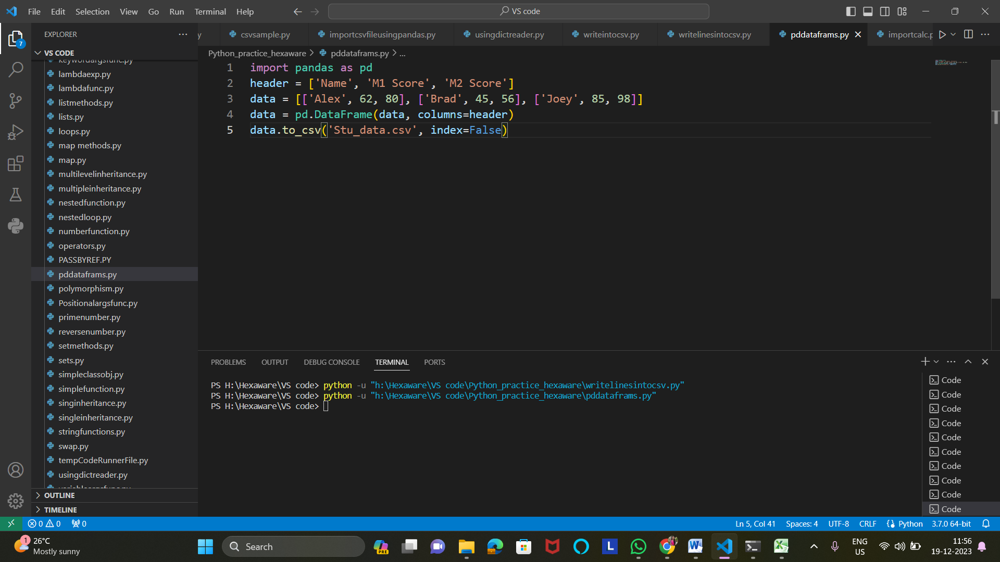 File Edit Selection View Go Run Terminal Help
VS code
EXPLORER
csvsample.py importcsvfileusingpandas.py usingdictreader.py writeintocsv.py writelinesintocsv.py pddataframs.py importcalc.p
7
VS CODE
Python_practice_hexaware > pddataframs.py > ...
keywordargsfunc.py
lambdaexp.py
lambdafunc.py
listmethods.py
lists.py
loops.py
map methods.py
map.py
multilevelinheritance.py
multipleinheritance.py
nestedfunction.py
nestedloop.py
numberfunction.py
operators.py
PASSBYREF.PY
pddataframs.py
polymorphism.py
Positionalargsfunc.py
primenumber.py
reversenumber.py
setmethods.py
sets.py
simpleclassobj.py
simplefunction.py
singinheritance.py
singleinheritance.py
stringfunctions.py
swap.py
tempCodeRunnerFile.py
usingdictreader.py
OUTLINE
TIMELINE
1 import pandas as pd
2 header = ['Name', 'M1 Score', 'M2 Score']
3 data = [['Alex', 62, 80], ['Brad', 45, 56], ['Joey', 85, 98]]
4 data = pd.DataFrame(data, columns=header)
5 data.to_csv('Stu_data.csv', index=False)
PROBLEMS OUTPUT DEBUG CONSOLE TERMINAL PORTS
PS H:\Hexaware\VS code> python -u "h:\Hexaware\VS code\Python_practice_hexaware\writelinesintocsv.py"
PS H:\Hexaware\VS code> python -u "h:\Hexaware\VS code\Python_practice_hexaware\pddataframs.py"
PS H:\Hexaware\VS code>
Code
Code
Code
Code
Code
Code
Code
Code
Code
Code
0 0 0 Ln 5, Col 41 Spaces: 4 UTF-8 CRLF Python 3.7.0 64-bit
1
26°C
Mostly sunny
Search
PRE
L
ENG
US
11:56
19-12-2023